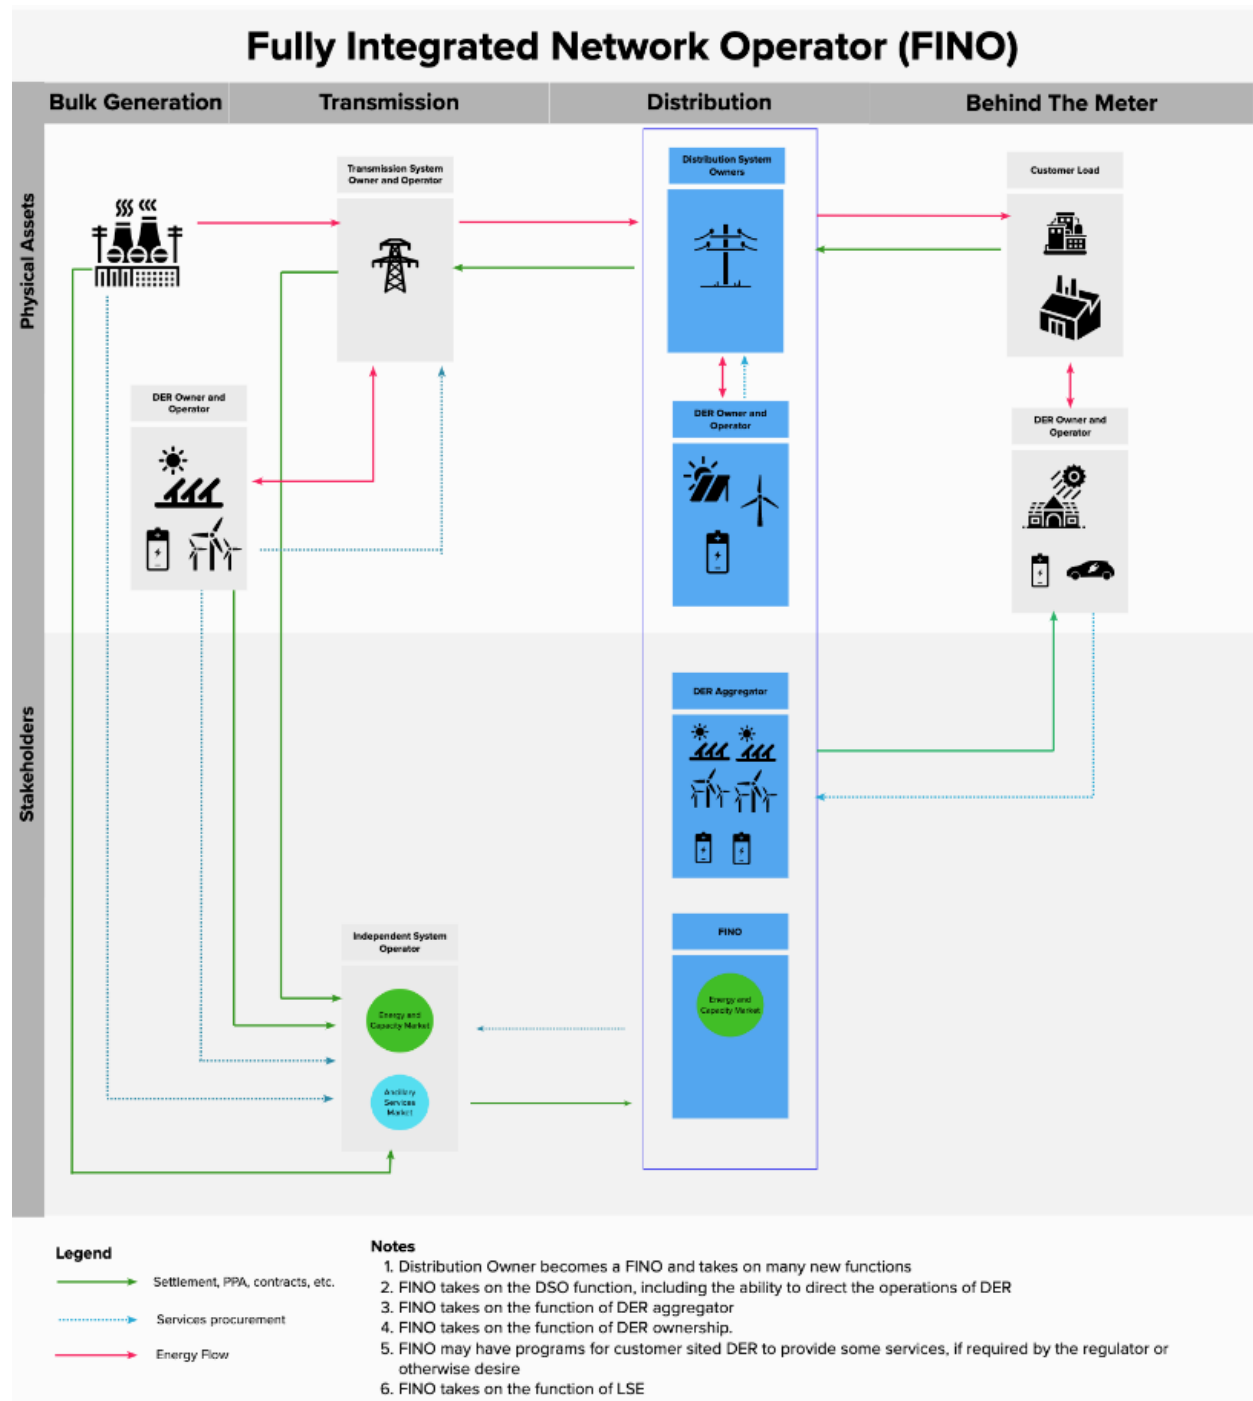 Fully Integrated Network Operator (FINO)
Bulk Generation
Transmission
Distribution
Behind The Meter
Physical Assets
Transmission System
Owner and Operator
Distribution System
Owners
Customer Load
DER Owner and
Operator
DER Owner and
Operator
DER Owner and
Operator
Stakeholders
DER Aggregator
Independent System
Operator
Energy and
Capacity Market
Ancillary
Services
Market
FINO
Energy and
Capacity Market
Legend
Settlement, PPA, contracts, etc.
Services procurement
Energy Flow
Notes
1. Distribution Owner becomes a FINO and takes on many new functions
2. FINO takes on the DSO function, including the ability to direct the operations of DER
3. FINO takes on the function of DER aggregator
4. FINO takes on the function of DER ownership.
5. FINO may have programs for customer sited DER to provide some services, if required by the regulator or
otherwise desire
6. FINO takes on the function of LSE